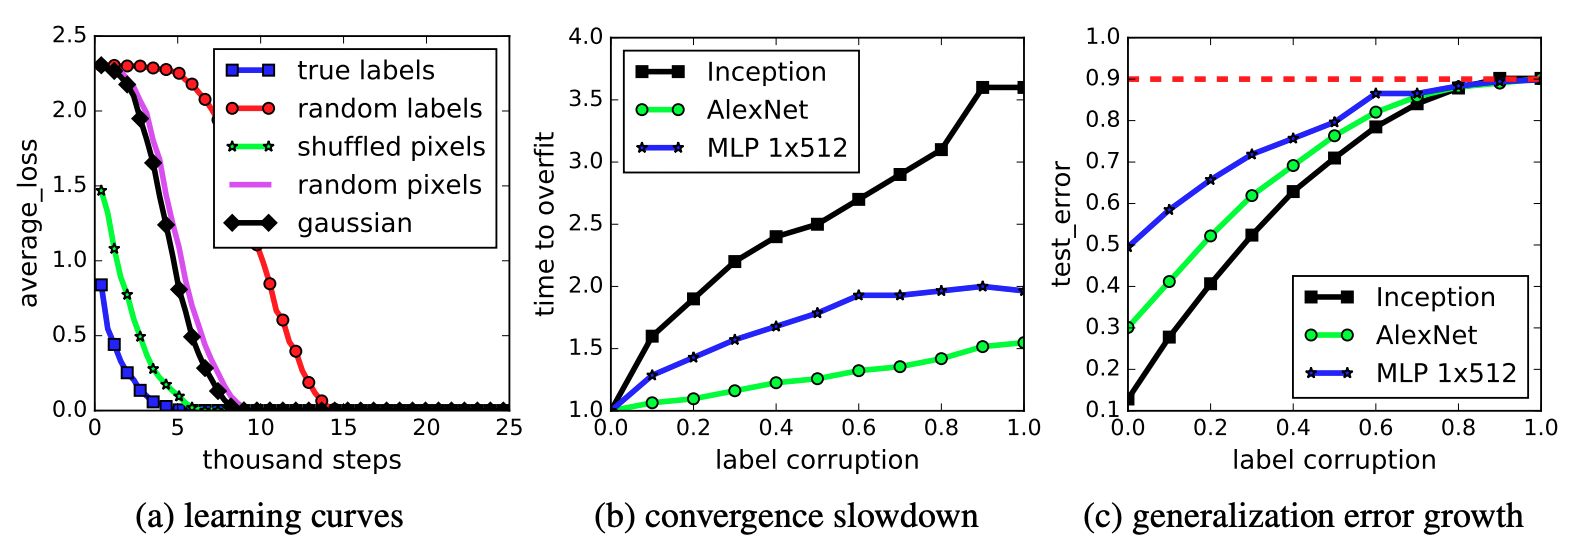 average_loss
2.5
2.0
1.5
1.0
0.5
0.0
true labels
random labels
shuffled pixels
random pixels
gaussian
0 5 10 15 20 25
thousand steps
(a) learning curves
time to overfit
4.0
3.5
3.0
2.5
2.0
1.5
1.0
Inception
AlexNet
MLP 1x512
0.0 0.2 0.4 0.6 0.8 1.0
label corruption
(b) convergence slowdown
test_error
1.0
0.9
0.8
0.7
0.6
0.5
0.4
0.3
0.2
0.1
Inception
AlexNet
MLP 1x512
0.0 0.2 0.4 0.6 0.8 1.0
label corruption
(c) generalization error growth